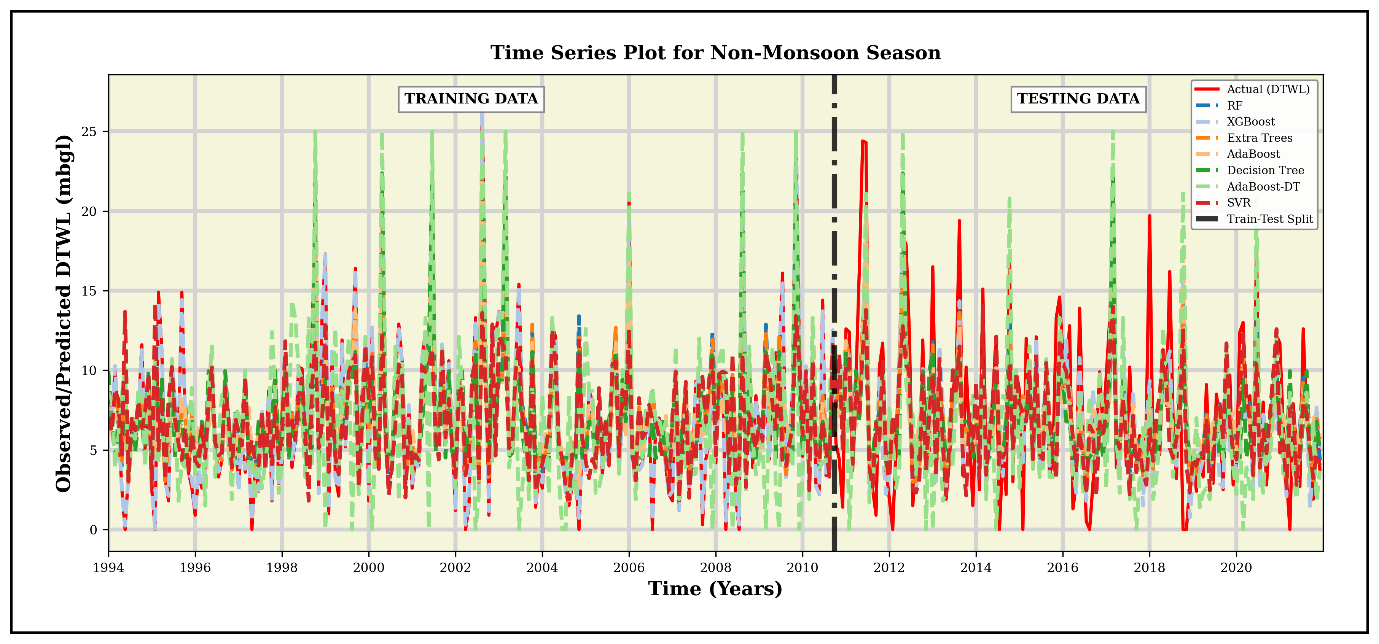 Time Series Plot for Non-Monsoon Season
TRAINING DATA
TESTING DATA
Actual (DTWL)
RF
XGBoost
Extra Trees
AdaBoost
Decision Tree
AdaBoost-DT
SVR
Train-Test Split
Observed/Predicted DTWL (mbgl)
25
20
15
10
5
0
1994 1996 1998 2000 2002 2004 2006 2008 2010 2012 2014 2016 2018 2020
Time (Years)